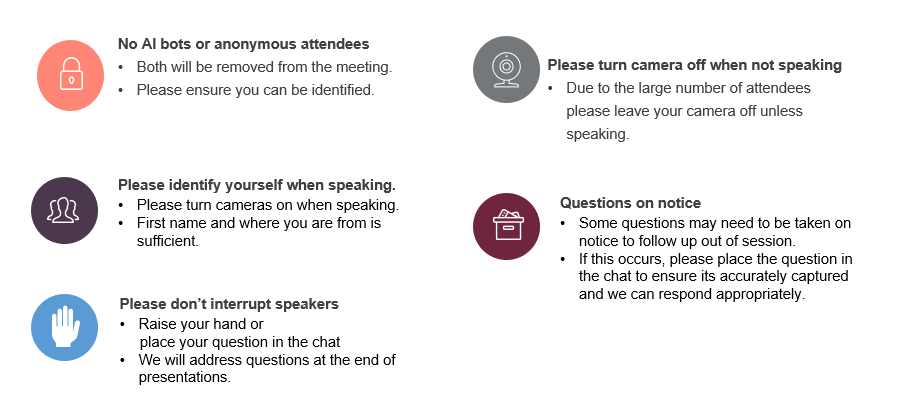 No AI bots or anonymous attendees
• Both will be removed from the meeting.
• Please ensure you can be identified.
Please identify yourself when speaking.
• Please turn cameras on when speaking.
• First name and where you are from is
sufficient.
Please don’t interrupt speakers
• Raise your hand or
place your question in the chat
• We will address questions at the end of
presentations.
Please turn camera off when not speaking
• Due to the large number of attendees
please leave your camera off unless
speaking.
Questions on notice
• Some questions may need to be taken on
notice to follow up out of session.
• If this occurs, please place the question in
the chat to ensure its accurately captured
and we can respond appropriately.